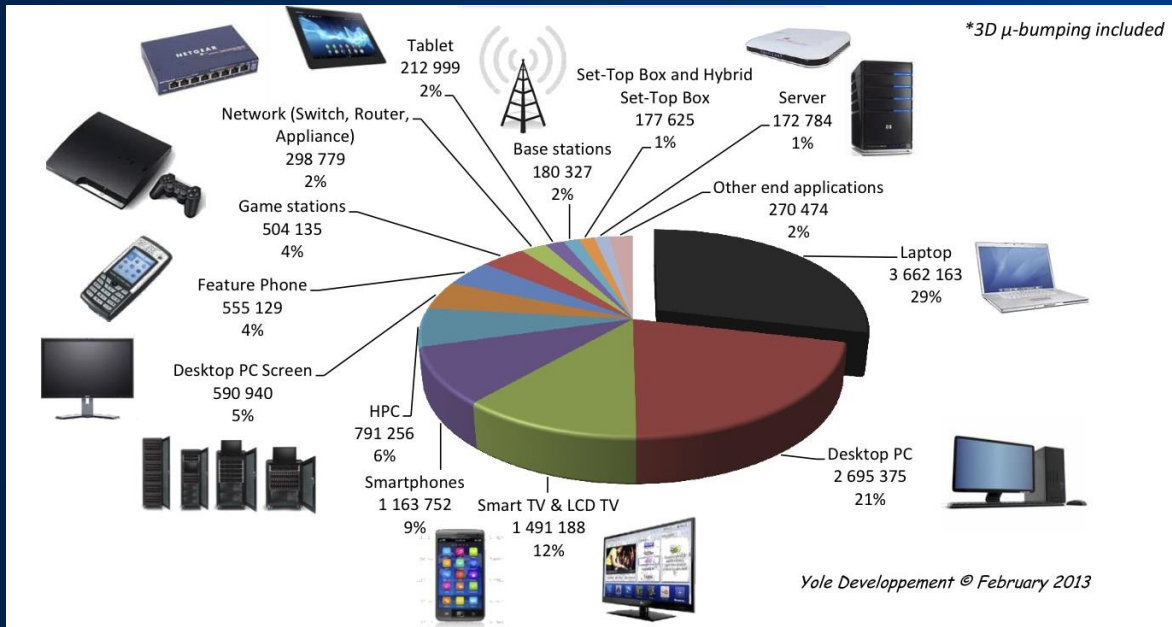 *3D µ-bumping included
NETGEAR
Tablet
212 999
2%
Set-Top Box and Hybrid
Set-Top Box
177 625
1%
Server
172 784
1%
Network (Switch, Router,
Appliance)
298 779
2%
Base stations
180 327
2%
Other end applications
270 474
2%
Game stations
504 135
4%
Laptop
3 662 163
29%
Feature Phone
555 129
4%
Desktop PC Screen
590 940
5%
HPC
791 256
6%
Desktop PC
2 695 375
21%
Smartphones
1 163 752
9%
Smart TV & LCD TV
1 491 188
12%
Yole Developpement © February 2013